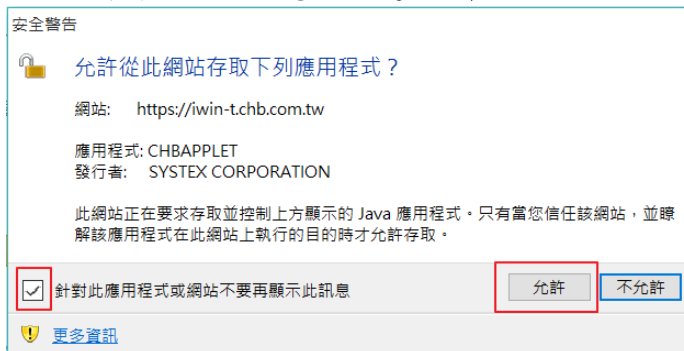 安全警告
允許從此網站存取下列應用程式？
網站: https://iwin-t.chb.com.tw
應用程式: CHBAPPLET
發行者: SYSTEX CORPORATION
此網站正在要求存取並控制上方顯示的 Java 應用程式。只有當您信任該網站，並瞭
解該應用程式在此網站上執行的目的時才允許存取。
針對此應用程式或網站不要再顯示此訊息 允許 不允許
更多資訊